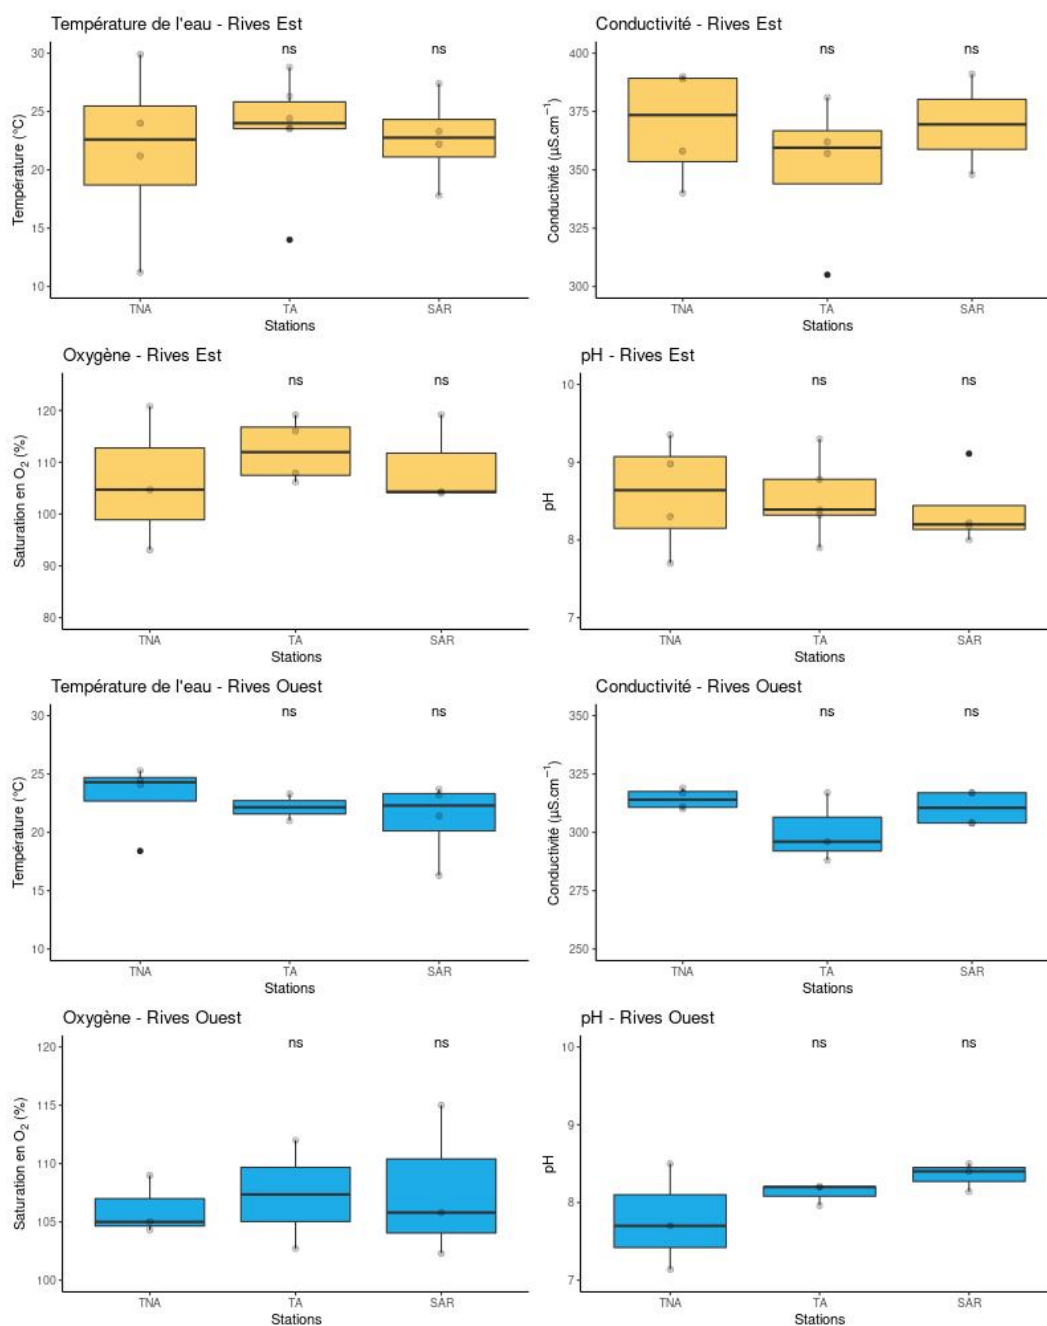 Température de l'eau - Rives Est
Température (°C)
30
25
20
15
10
ns
ns
TNA
TA
SAR
Stations
Conductivité - Rives Est
Conductivité (µS.cm⁻¹)
400
375
350
325
300
ns
ns
TNA
TA
SAR
Stations
Oxygène - Rives Est
Saturation en O₂ (%)
120
110
100
90
80
ns
ns
TNA
TA
SAR
Stations
pH - Rives Est
pH
10
9
8
7
ns
ns
TNA
TA
SAR
Stations
Température de l'eau - Rives Ouest
Température (°C)
30
25
20
15
10
ns
ns
TNA
TA
SAR
Stations
Conductivité - Rives Ouest
Conductivité (µS.cm⁻¹)
350
325
300
275
250
ns
ns
TNA
TA
SAR
Stations
Oxygène - Rives Ouest
Saturation en O₂ (%)
120
115
110
105
100
ns
ns
TNA
TA
SAR
Stations
pH - Rives Ouest
pH
10
9
8
7
ns
ns
TNA
TA
SAR
Stations